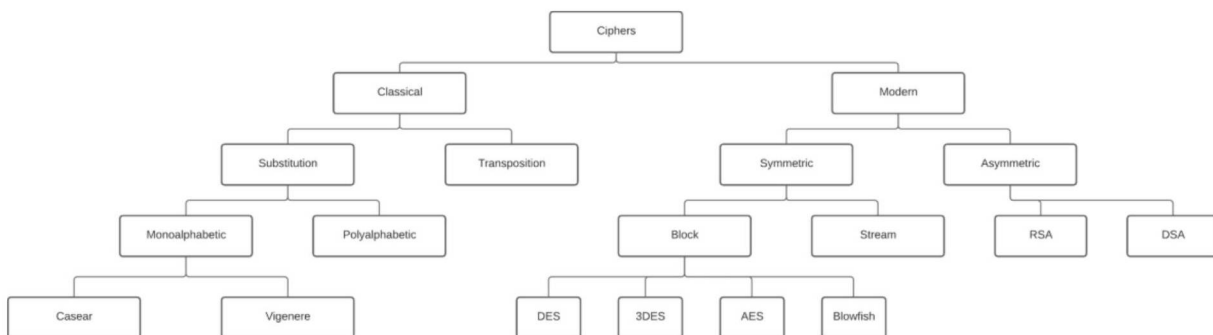 Ciphers
Classical
Modern
Substitution
Transposition
Symmetric
Asymmetric
Monoalphabetic
Polyalphabetic
Block
Stream
RSA
DSA
Casear
Vigenere
DES
3DES
AES
Blowfish